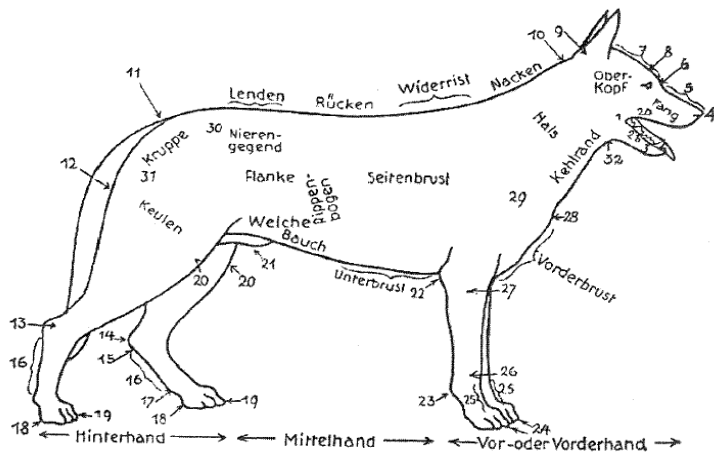 9
10
7
8
6
5
4
Ober-
Kopf
Fang
Nacken
Widerrist
Rücken
Lenden
11
Hals
Kehlrand
32
30
Nieren-
gegend
Kruppe
31
12
Flanke
Rippen-
bogen
Seitenbrust
29
28
Keulen
Welche
Bauch
Unterbrust
Vorderbrust
20
21
20
22
27
13
14
15
16
16
17
18
19
18
19
26
25
25
23
24
Hinterhand
Mittelhand
Vor-oder Vorderhand